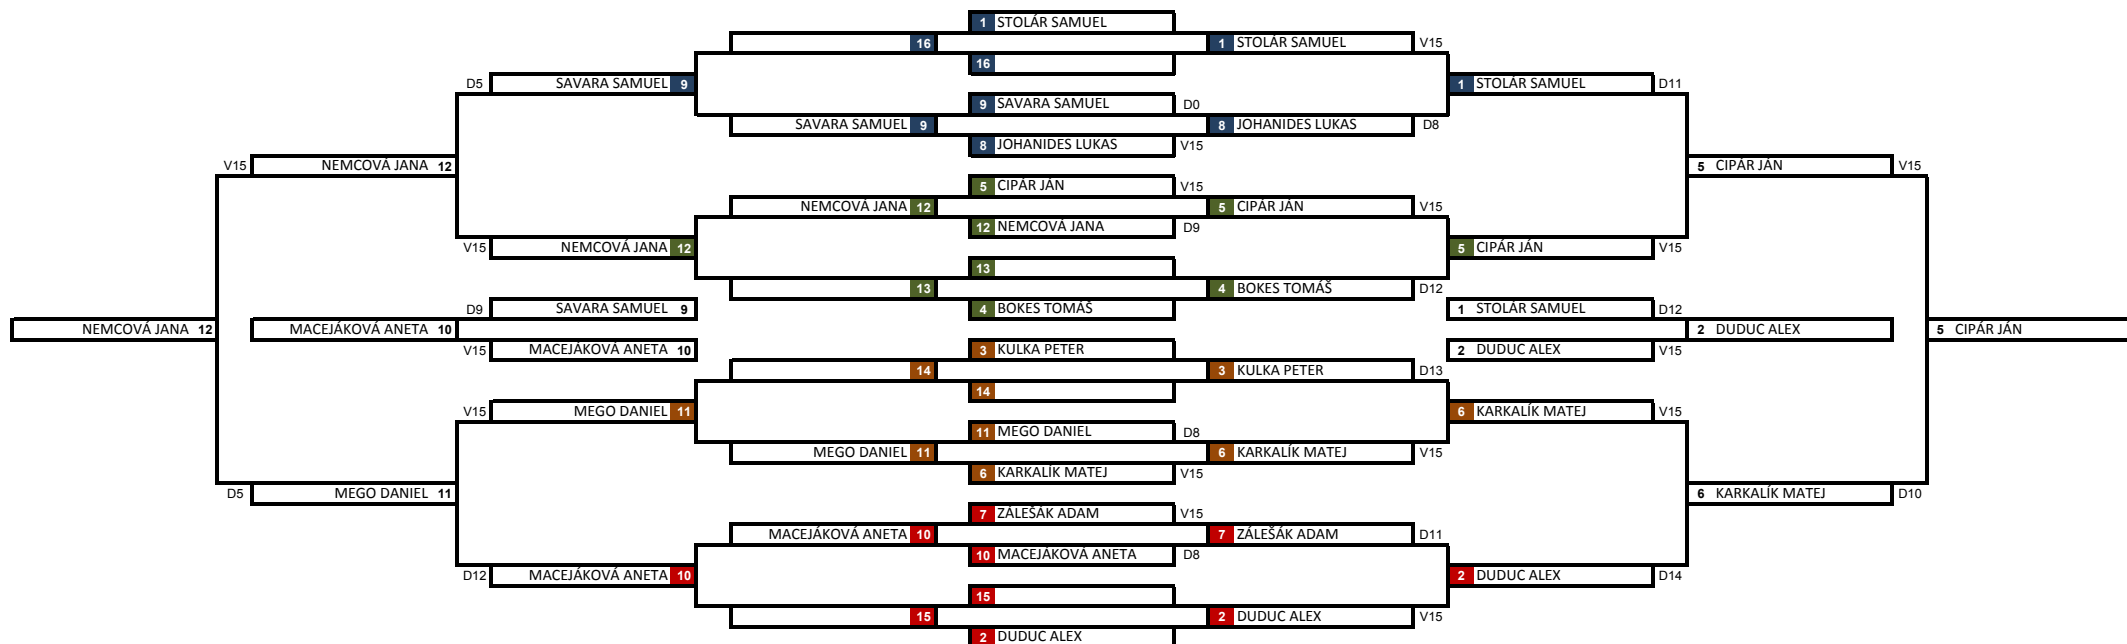 1 STOLÁR SAMUEL
16 1 STOLÁR SAMUEL V15
16
D5 SAVARA SAMUEL 9 1 STOLÁR SAMUEL D11
9 SAVARA SAMUEL D0
SAVARA SAMUEL 9 8 JOHANIDES LUKAS D8
8 JOHANIDES LUKAS V15
V15 NEMCOVÁ JANA 12 5 CIPÁR JÁN V15
5 CIPÁR JÁN V15
NEMCOVÁ JANA 12 5 CIPÁR JÁN V15
12 NEMCOVÁ JANA D9
V15 NEMCOVÁ JANA 12 5 CIPÁR JÁN V15
13
13 4 BOKES TOMÁŠ D12
D9 SAVARA SAMUEL 9 4 BOKES TOMÁŠ 1 STOLÁR SAMUEL D12
NEMCOVÁ JANA 12 MACEJÁKOVÁ ANETA 10 2 DUDUC ALEX 5 CIPÁR JÁN
V15 MACEJÁKOVÁ ANETA 10 3 KULKA PETER 2 DUDUC ALEX V15
14 3 KULKA PETER D13
14
V15 MEGO DANIEL 11 6 KARKALÍK MATEJ V15
11 MEGO DANIEL D8
MEGO DANIEL 11 6 KARKALÍK MATEJ V15
6 KARKALÍK MATEJ V15
D5 MEGO DANIEL 11 6 KARKALÍK MATEJ D10
7 ZÁLEŠÁK ADAM V15
MACEJÁKOVÁ ANETA 10 7 ZÁLEŠÁK ADAM D11
10 MACEJÁKOVÁ ANETA D8
D12 MACEJÁKOVÁ ANETA 10 2 DUDUC ALEX D14
15
15 2 DUDUC ALEX V15
2 DUDUC ALEX